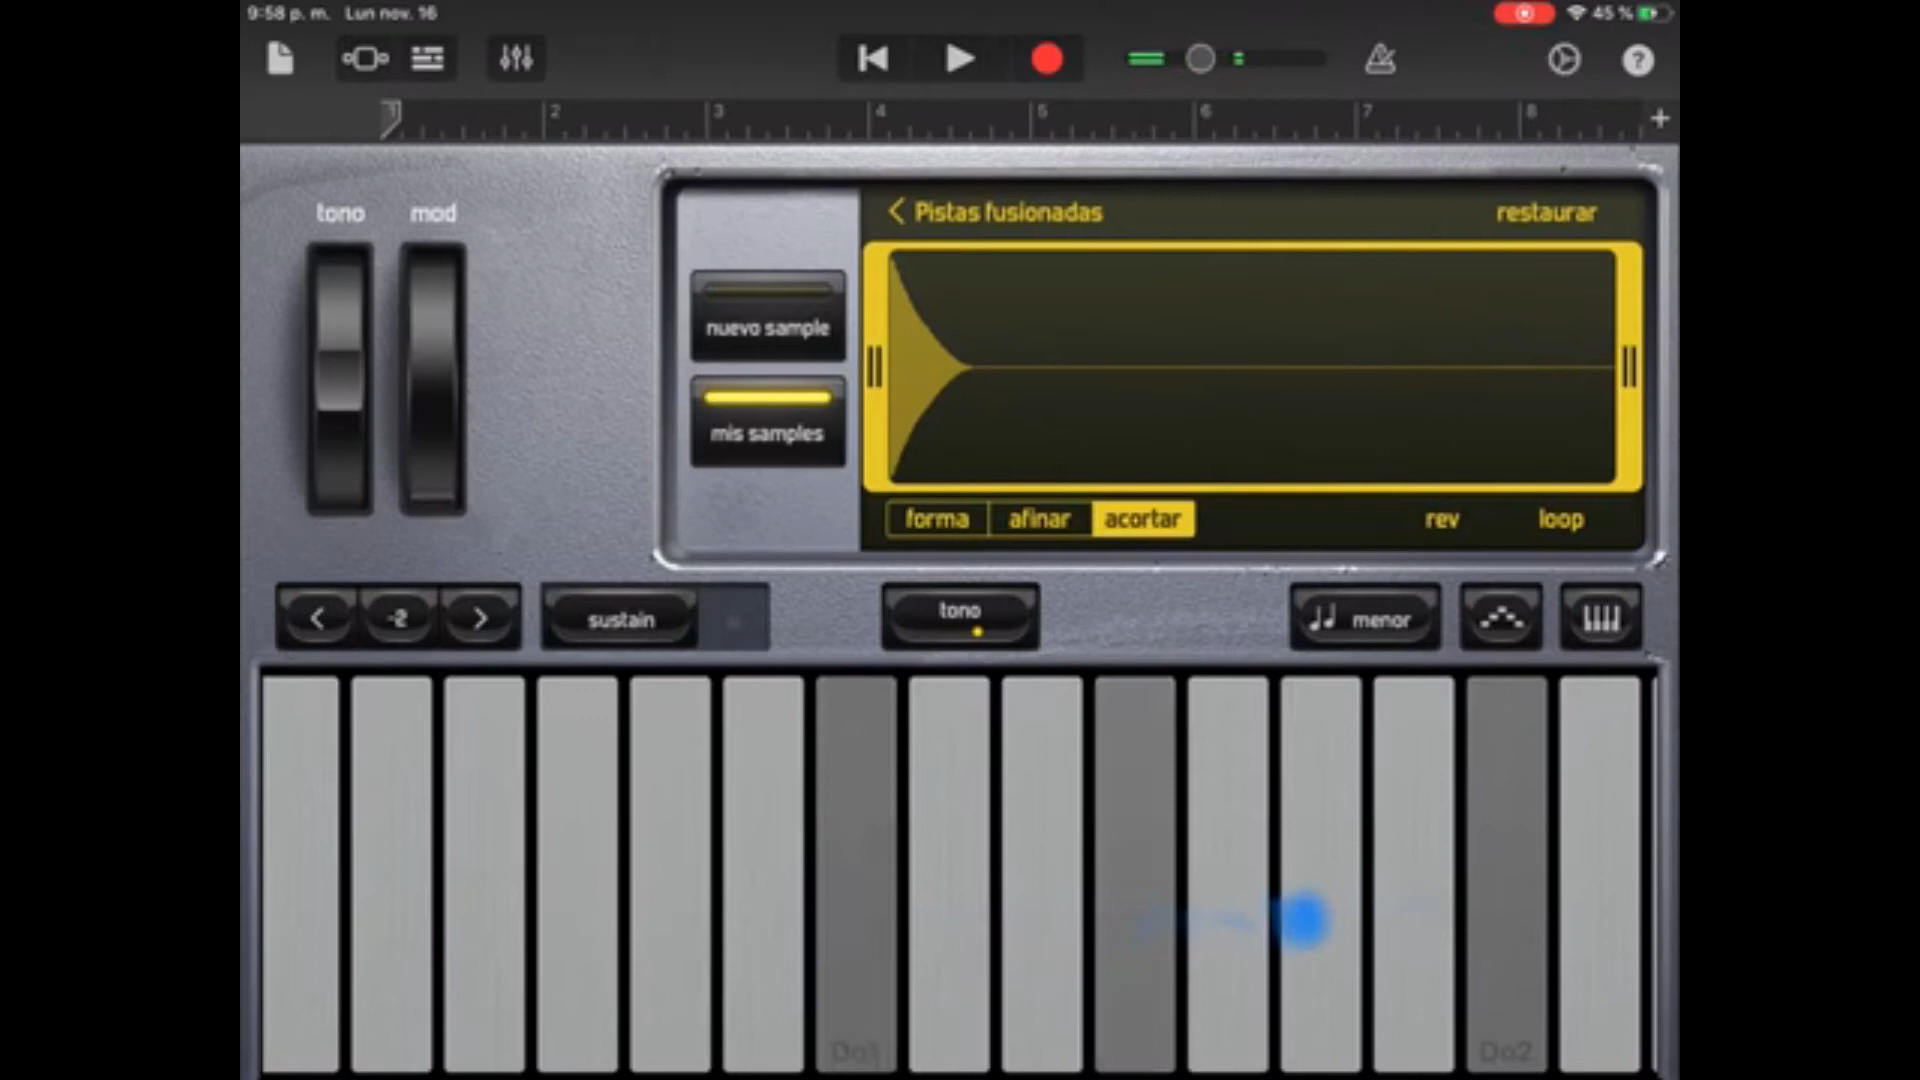 9:58 p. m. Lun nov. 16
45 %
?
1 2 3 4 5 6 7 8 +
tono mod
Pistas fusionadas
restaurar
nuevo sample
mis samples
forma afinar acortar rev loop
-2
sustain
tono
menor
Do1 Do2